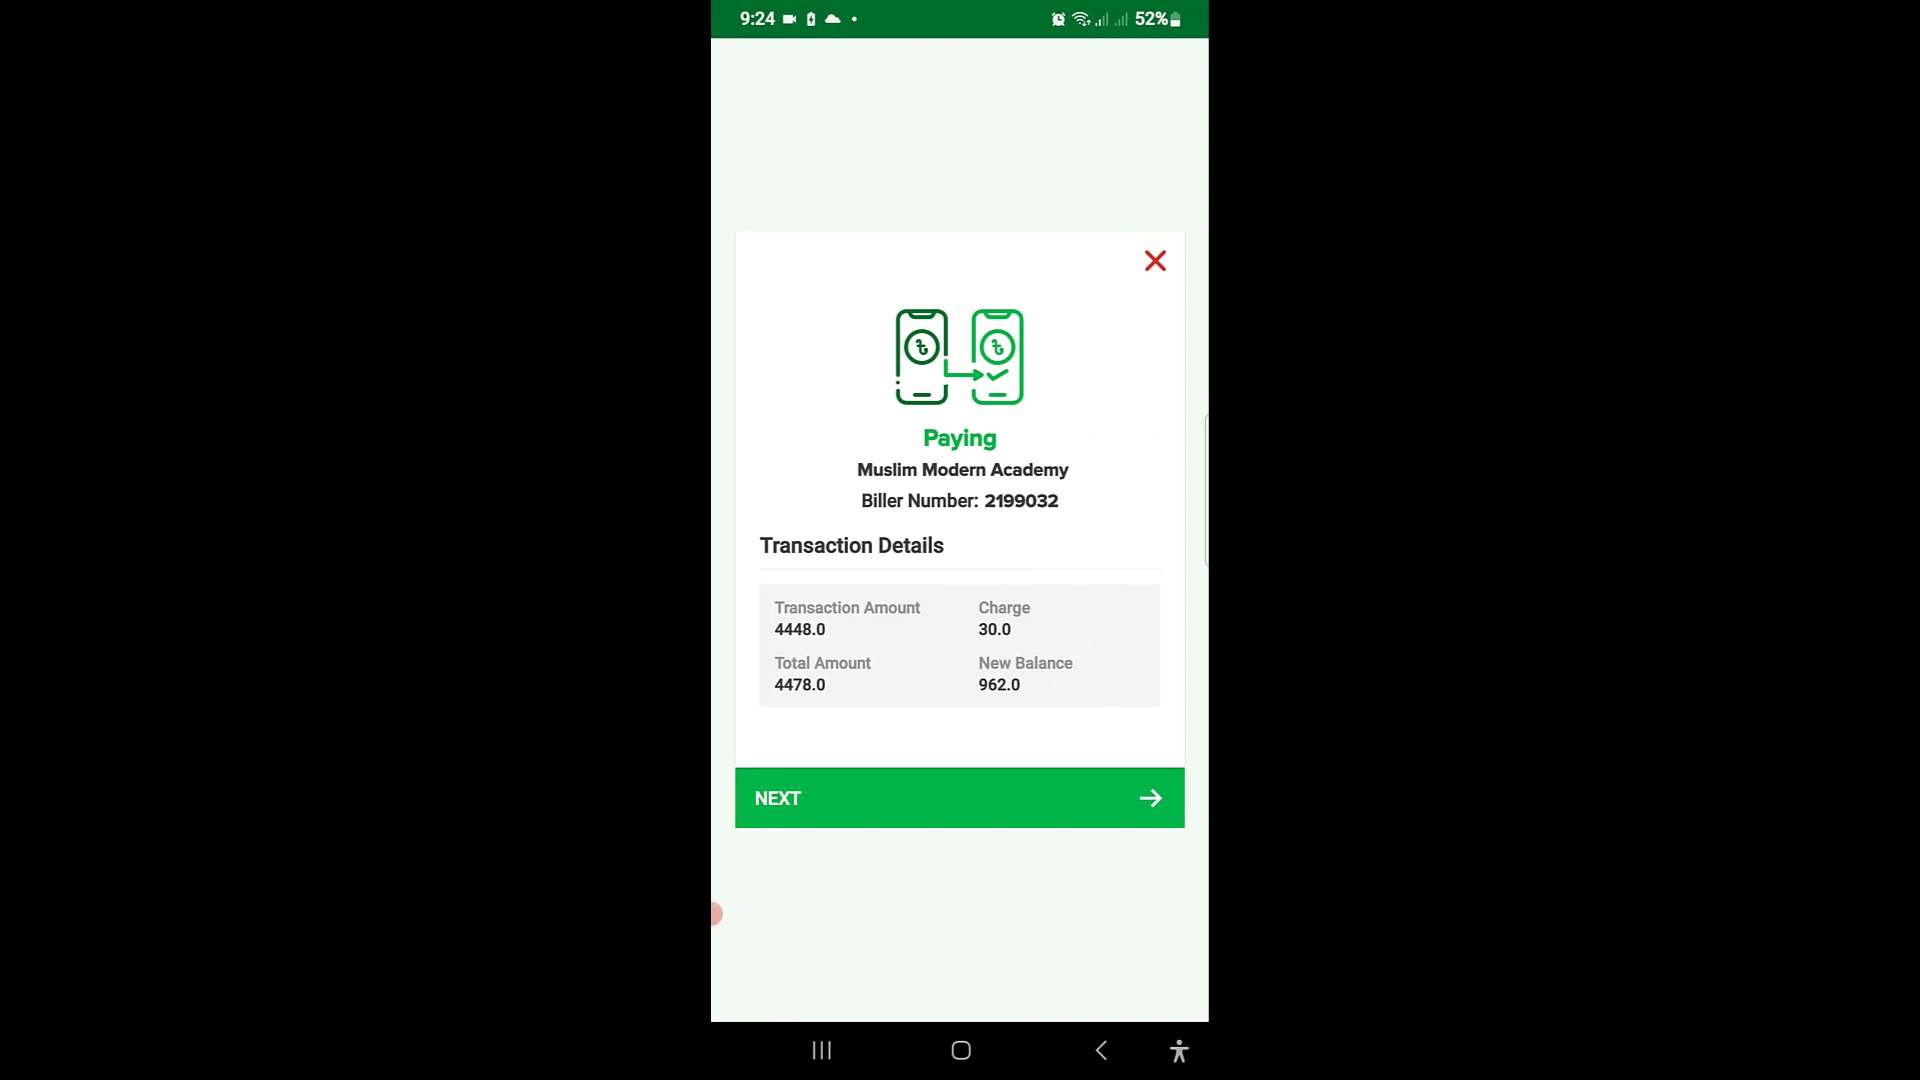 9:24 52%
৳ ৳
Paying
Muslim Modern Academy
Biller Number: 2199032
Transaction Details
Transaction Amount Charge
4448.0 30.0
Total Amount New Balance
4478.0 962.0
NEXT